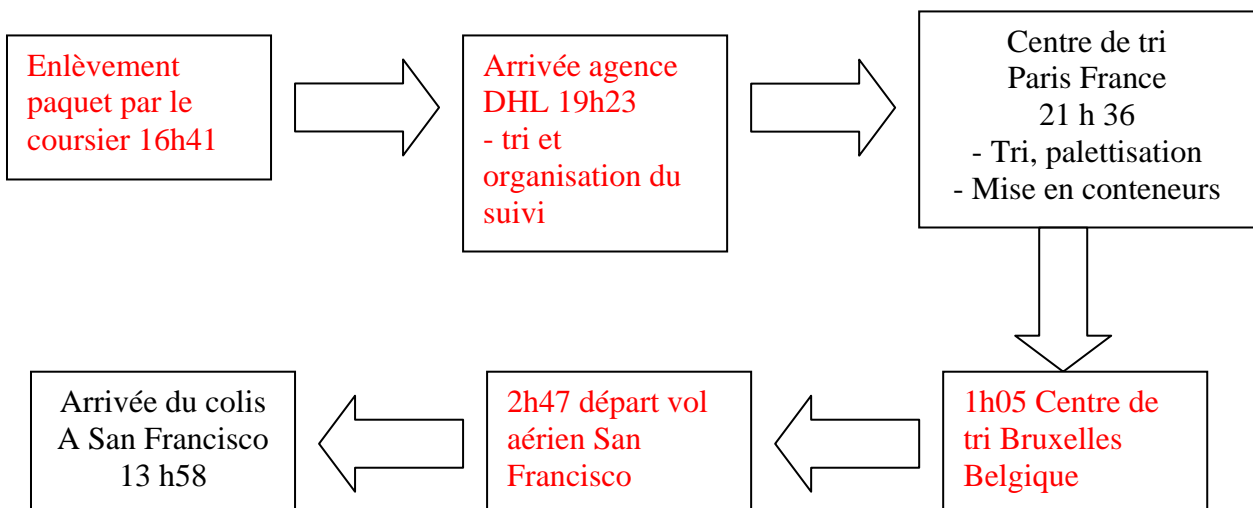 Enlèvement
paquet par le
coursier 16h41
Arrivée agence
DHL 19h23
- tri et
organisation du
suivi
Centre de tri
Paris France
21 h 36
- Tri, palettisation
- Mise en conteneurs
1h05 Centre de
tri Bruxelles
Belgique
2h47 départ vol
aérien San
Francisco
Arrivée du colis
A San Francisco
13 h58